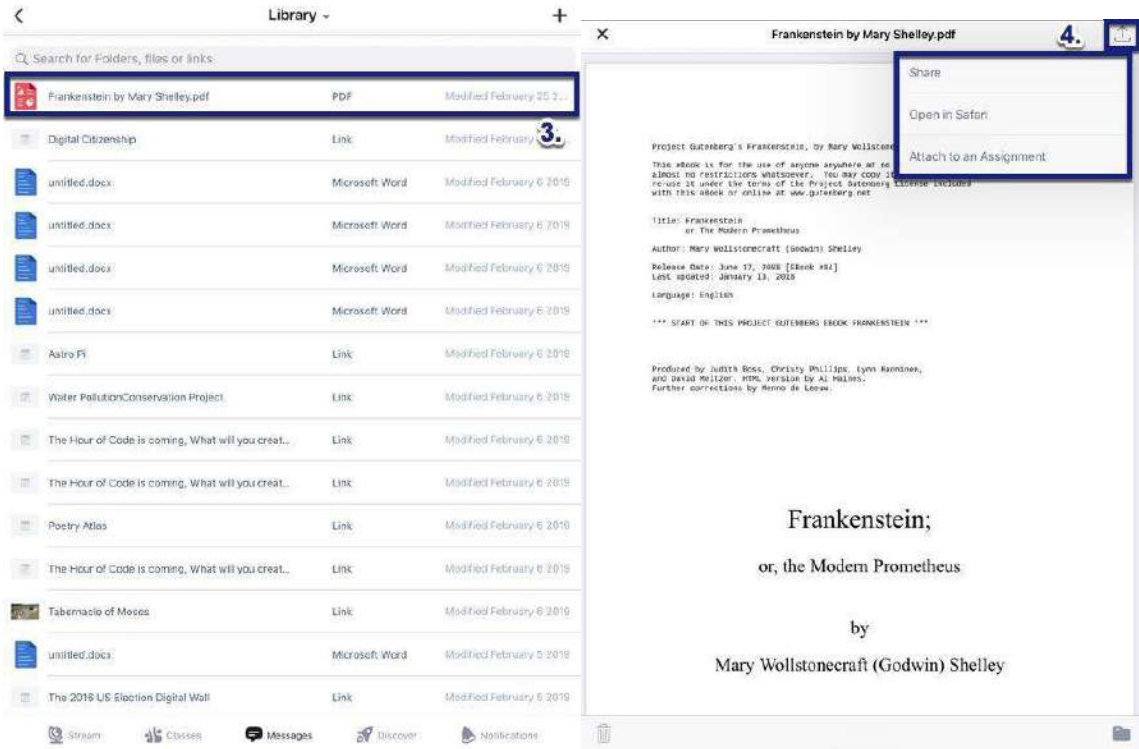 Library
Search for Folders, files or links
Frankenstein by Mary Shelley.pdf PDF Modified February 25 2...
Digital Citizenship Link Modified February
3.
untitled.docx Microsoft Word Modified February 6 2019
untitled.docx Microsoft Word Modified February 6 2019
untitled.docx Microsoft Word Modified February 6 2019
untitled.docx Microsoft Word Modified February 6 2019
Astro Pi Link Modified February 6 2019
Water PollutionConservation Project Link Modified February 6 2019
The Hour of Code is coming, What will you creat... Link Modified February 6 2019
The Hour of Code is coming, What will you creat... Link Modified February 6 2019
Poetry Atlas Link Modified February 6 2019
The Hour of Code is coming, What will you creat... Link Modified February 6 2019
Tabernacle of Moses Link Modified February 6 2019
untitled.docx Microsoft Word Modified February 5 2019
The 2016 US Election Digital Wall Link Modified February 5 2019
Stream Classes Messages Discover Notifications
Frankenstein by Mary Shelley.pdf
4.
Share
Open in Safari
Attach to an Assignment
Project Gutenberg's Frankenstein, by Mary
This eBook is for the use of anyone anywhere at no
almost no restrictions whatsoever. You may copy it
re-use it under the terms of the Project Gutenberg License included
with this eBook or online at www.gutenberg.net
Title: Frankenstein
or The Modern Prometheus
Author: Mary Wollstonecraft (Godwin) Shelley
Release Date: June 17, 2008 [EBook #84]
Last updated: January 13, 2018
Language: English
*** START OF THIS PROJECT GUTENBERG EBOOK FRANKENSTEIN ***
Produced by Judith Boss, Christy Phillips, Lynn Hanninen,
and David Meltzer. HTML version by Al Haines.
Further corrections by Menno de Leeuw.
Frankenstein;
or, the Modern Prometheus
by
Mary Wollstonecraft (Godwin) Shelley